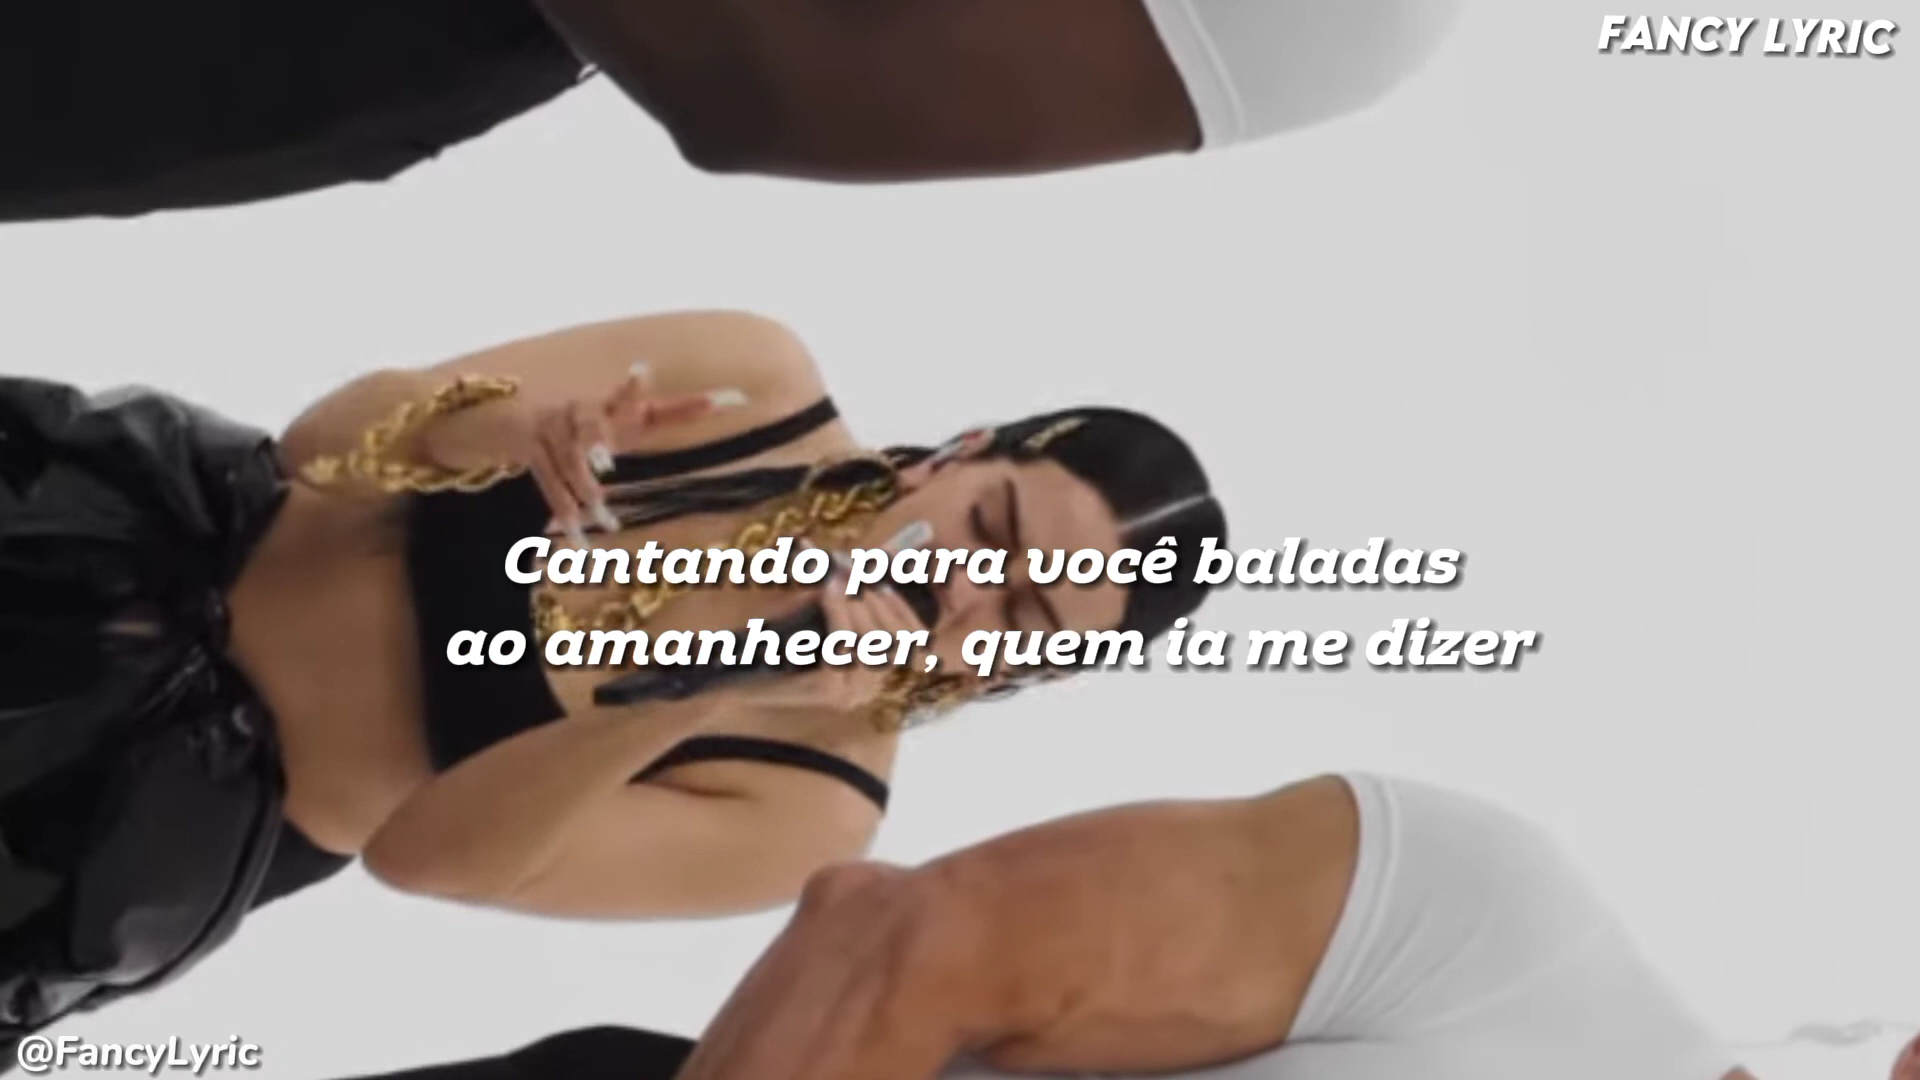 FANCY LYRIC
Cantando para você baladas
ao amanhecer, quem ia me dizer
@FancyLyric